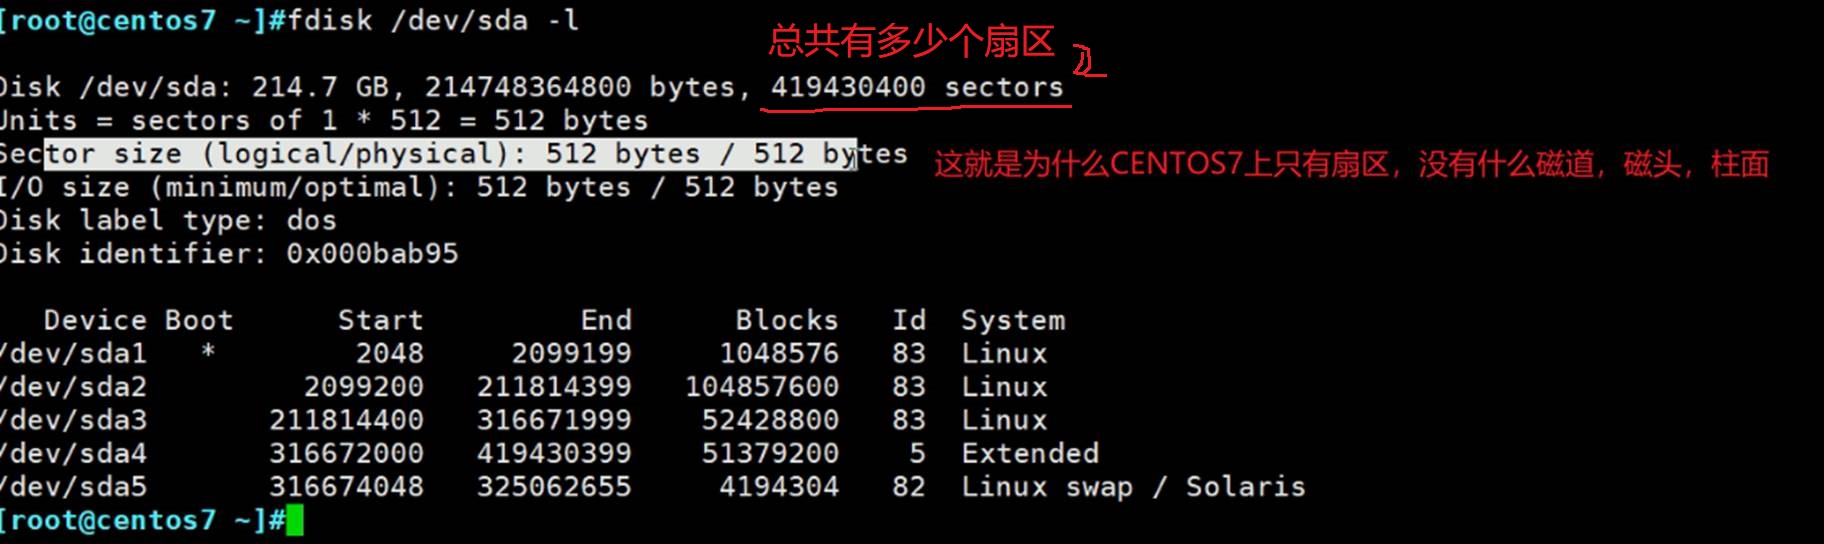 [root@centos7 ~]#fdisk /dev/sda -l
总共有多少个扇区
Disk /dev/sda: 214.7 GB, 214748364800 bytes, 419430400 sectors
Units = sectors of 1 * 512 = 512 bytes
Sector size (logical/physical): 512 bytes / 512 bytes
这就是为什么CENTOS7上只有扇区，没有什么磁道，磁头，柱面
I/O size (minimum/optimal): 512 bytes / 512 bytes
Disk label type: dos
Disk identifier: 0x000bab95
Device Boot Start End Blocks Id System
/dev/sda1 * 2048 2099199 1048576 83 Linux
/dev/sda2 2099200 211814399 104857600 83 Linux
/dev/sda3 211814400 316671999 52428800 83 Linux
/dev/sda4 316672000 419430399 51379200 5 Extended
/dev/sda5 316674048 325062655 4194304 82 Linux swap / Solaris
[root@centos7 ~]#